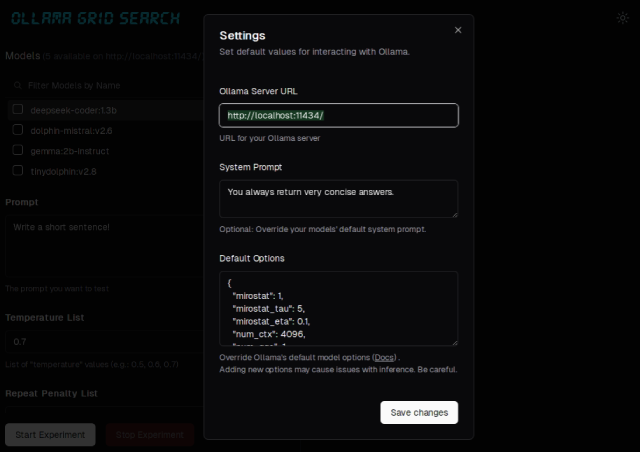 OLLAMA GRID SEARCH
Models (5 available on http://localhost:11434/
Filter Models by Name
deepseek-coder:1.3b
dolphin-mistral:v2.6
gemma:2b-instruct
tinydolphin:v2.8
Prompt
Write a short sentence!
The prompt you want to test
Temperature List
0.7
List of "temperature" values (e.g.: 0.5, 0.6, 0.7)
Repeat Penalty List
Start Experiment
Stop Experiment
Settings
Set default values for interacting with Ollama.
Ollama Server URL
http://localhost:11434/
URL for your Ollama server
System Prompt
You always return very concise answers.
Optional: Override your models' default system prompt.
Default Options
{
"mirostat": 1,
"mirostat_tau": 5,
"mirostat_eta": 0.1,
"num_ctx": 4096,
Override Ollama's default model options (Docs) .
Adding new options may cause issues with inference. Be careful.
Save changes